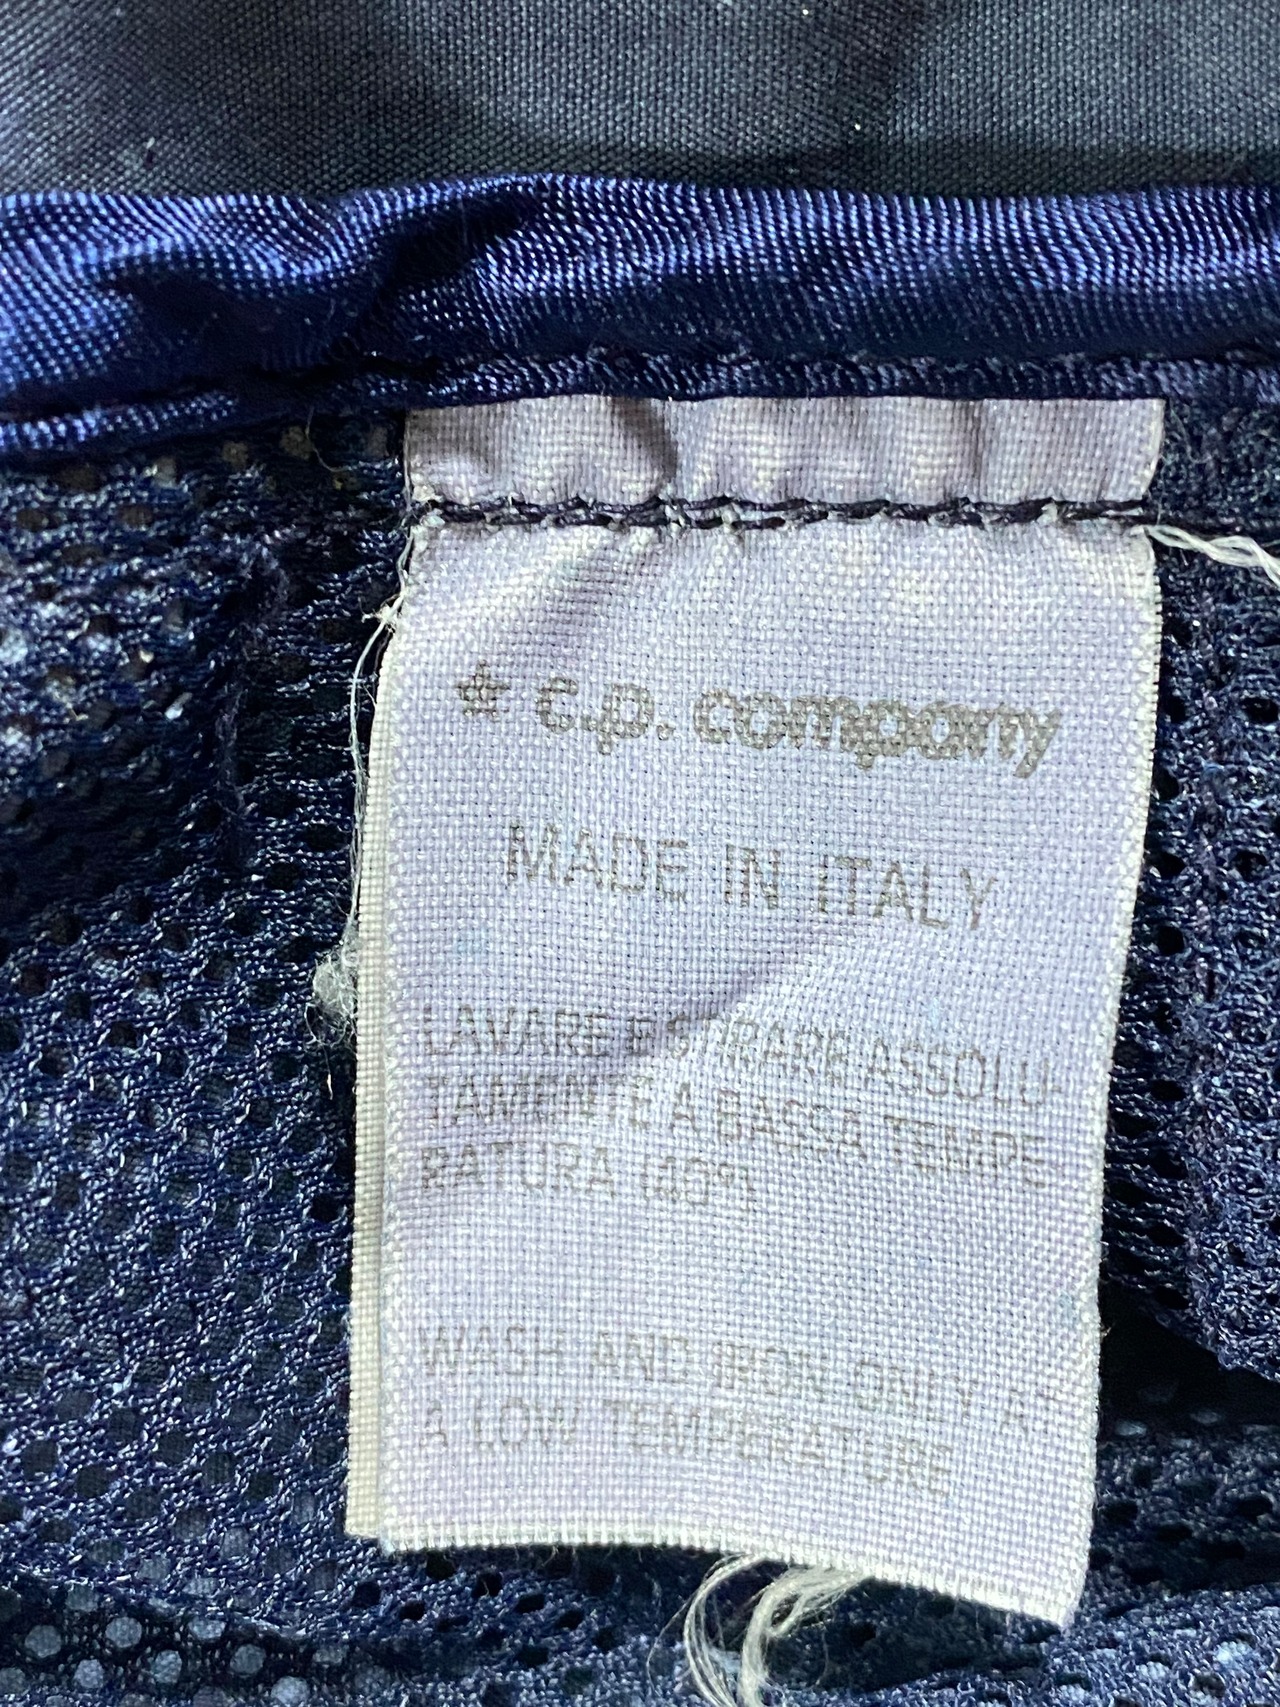 * c.p. company
MADE IN ITALY
LAVARE E STIRARE ASSOLU-
TAMENTE A BASSA TEMPE-
RATURA (40°)
WASH AND IRON ONLY AT
A LOW TEMPERATURE